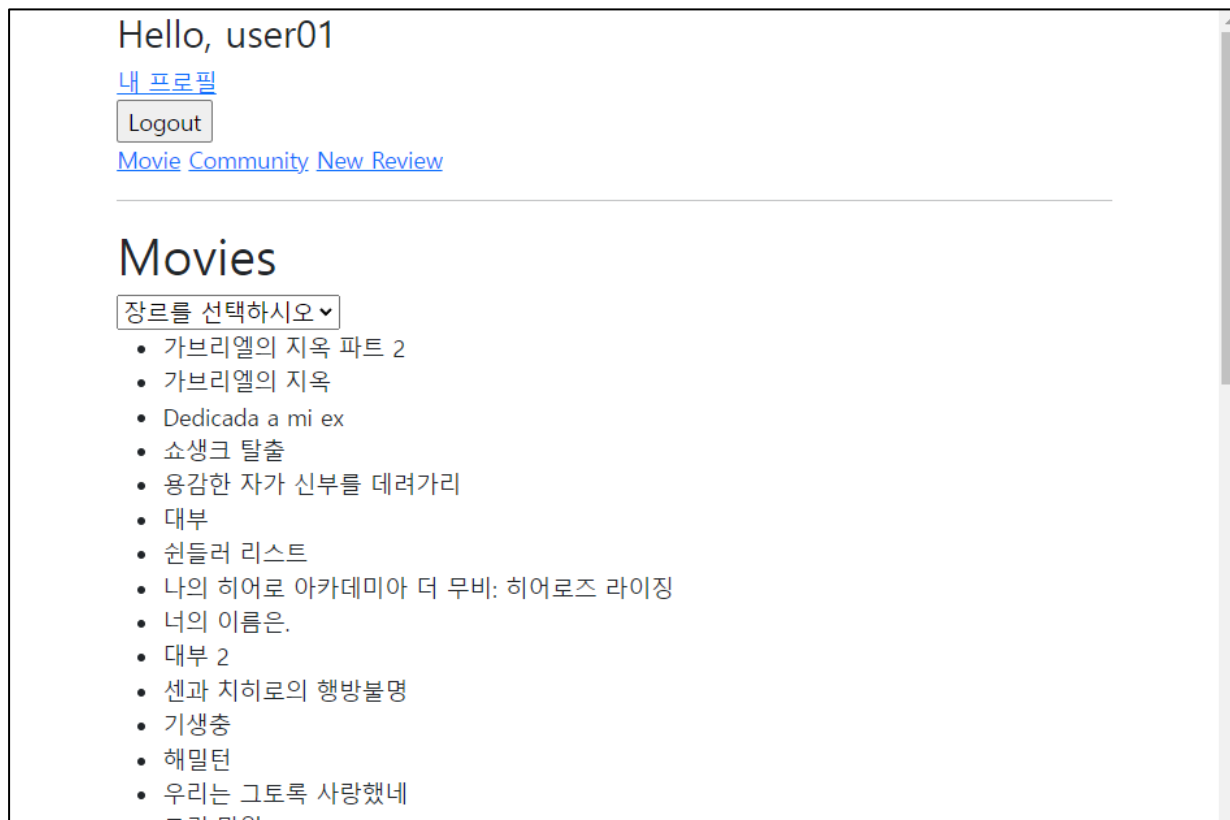 Hello, user01
내 프로필
Logout
Movie Community New Review
Movies
장르를 선택하시오
가브리엘의 지옥 파트 2
가브리엘의 지옥
Dedicada a mi ex
쇼생크 탈출
용감한 자가 신부를 데려가리
대부
쉰들러 리스트
나의 히어로 아카데미아 더 무비: 히어로즈 라이징
너의 이름은.
대부 2
센과 치히로의 행방불명
기생충
해밀턴
우리는 그토록 사랑했네